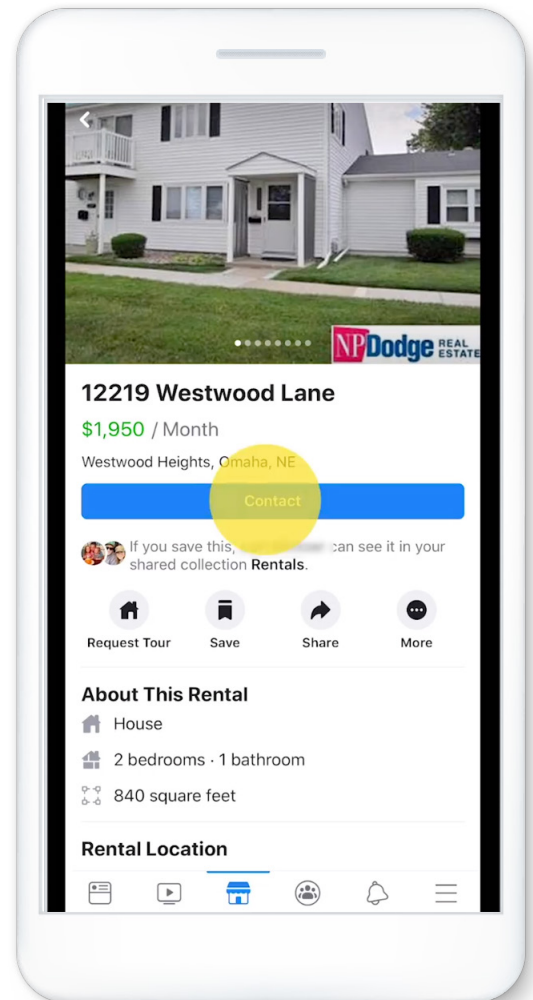 NPDodge REAL ESTATE
12219 Westwood Lane
$1,950 / Month
Westwood Heights, Omaha, NE
Contact
If you save this, can see it in your
shared collection Rentals.
Request Tour Save Share More
About This Rental
House
2 bedrooms · 1 bathroom
840 square feet
Rental Location